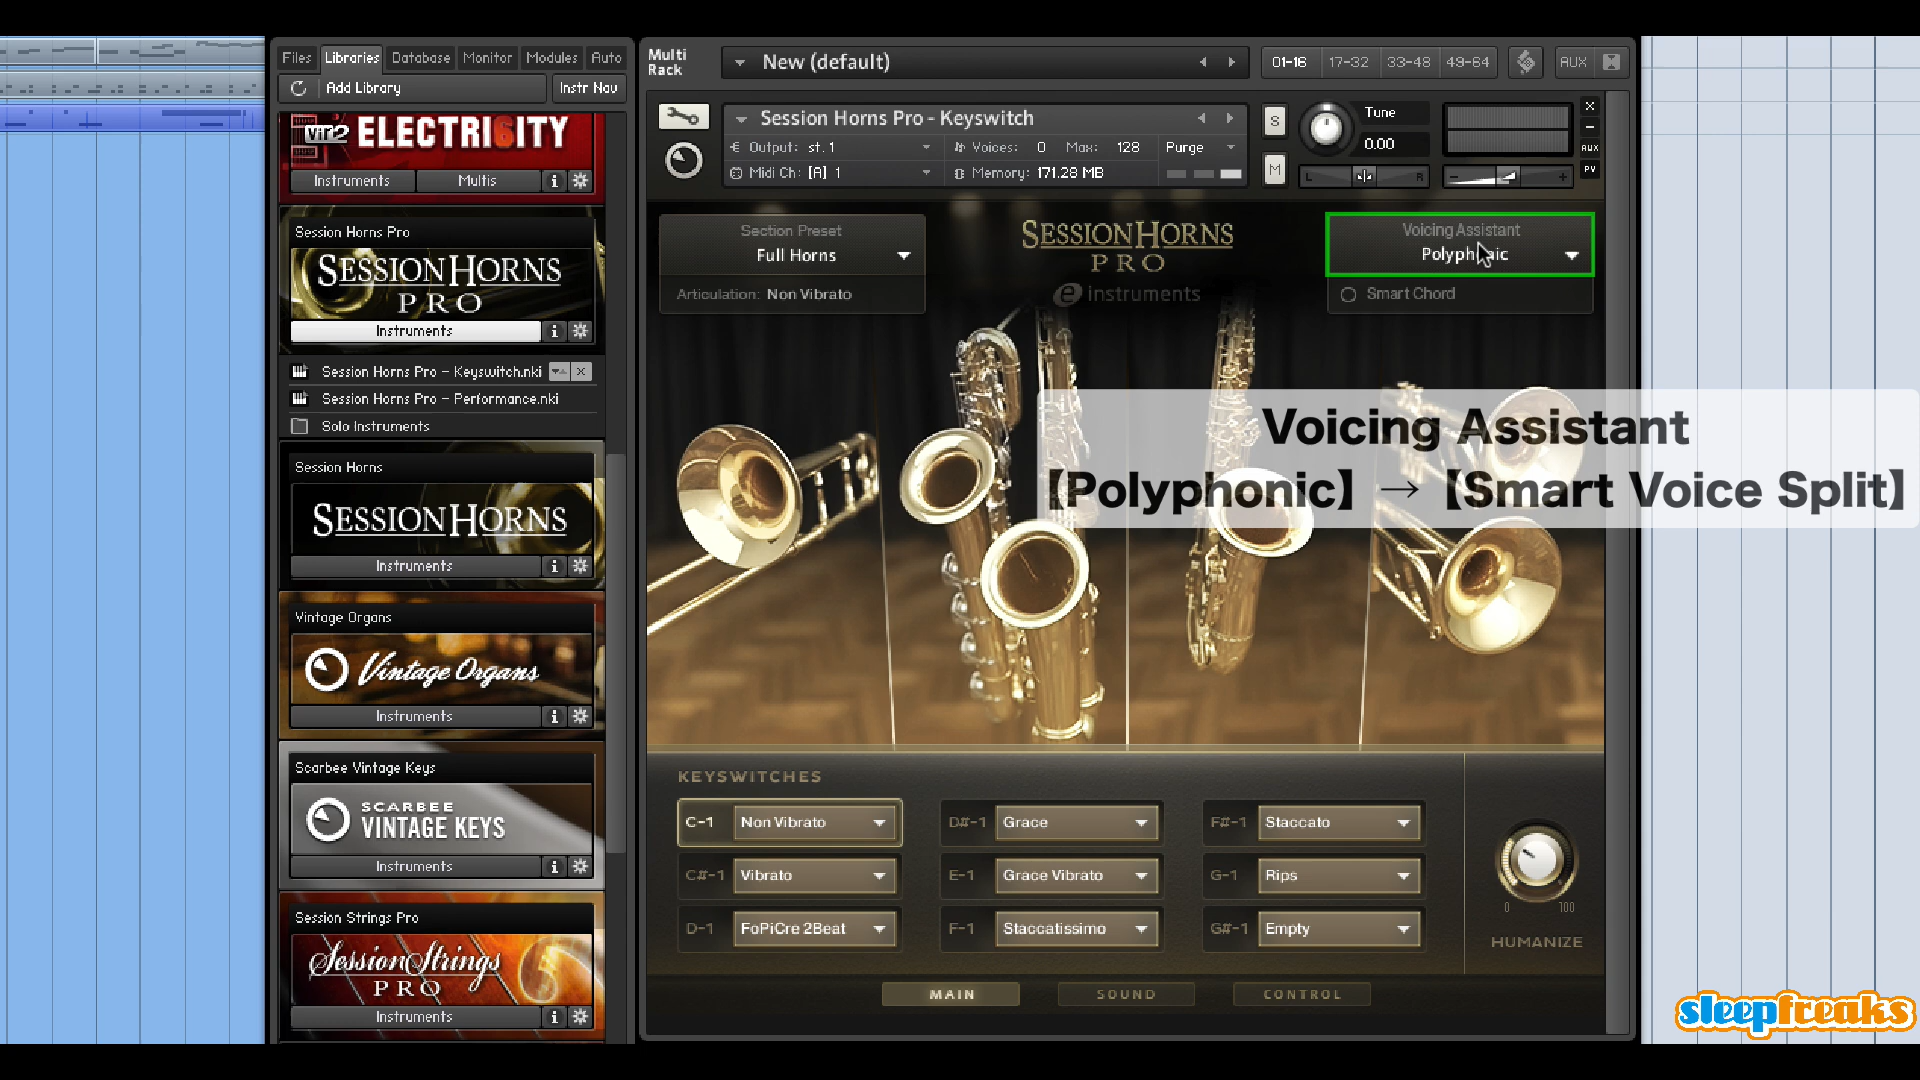 Files Libraries Database Monitor Modules Auto
Add Library Instr Nav
VIR2 ELECTRI6ITY
Instruments Multis i
Session Horns Pro
SESSION HORNS
PRO
Instruments i
Session Horns Pro - Keyswitch.nki
Session Horns Pro - Performance.nki
Solo Instruments
Session Horns
SESSION HORNS
Instruments i
Vintage Organs
Vintage Organs
Instruments i
Scarbee Vintage Keys
SCARBEE
VINTAGE KEYS
Instruments i
Session Strings Pro
Session Strings
PRO
Instruments i
Multi
Rack
New (default)
01-16 17-32 33-48 49-64 AUX
Session Horns Pro - Keyswitch
Output: st. 1 Voices: 0 Max: 128 Purge
Midi Ch: [A] 1 Memory: 171.28 MB
S
M
Tune
0.00
L R
- +
AUX
PV
Section Preset
Full Horns
Articulation: Non Vibrato
SESSION HORNS
PRO
e instruments
Voicing Assistant
Smart Chord
Voicing Assistant
【Polyphonic】→【Smart Voice Split】
KEYSWITCHES
C-1 Non Vibrato D#-1 Grace F#-1 Staccato
C#-1 Vibrato E-1 Grace Vibrato G-1 Rips
D-1 FoPiCre 2Beat F-1 Staccatissimo G#-1 Empty
0 100
HUMANIZE
MAIN SOUND CONTROL
sleepfreaks